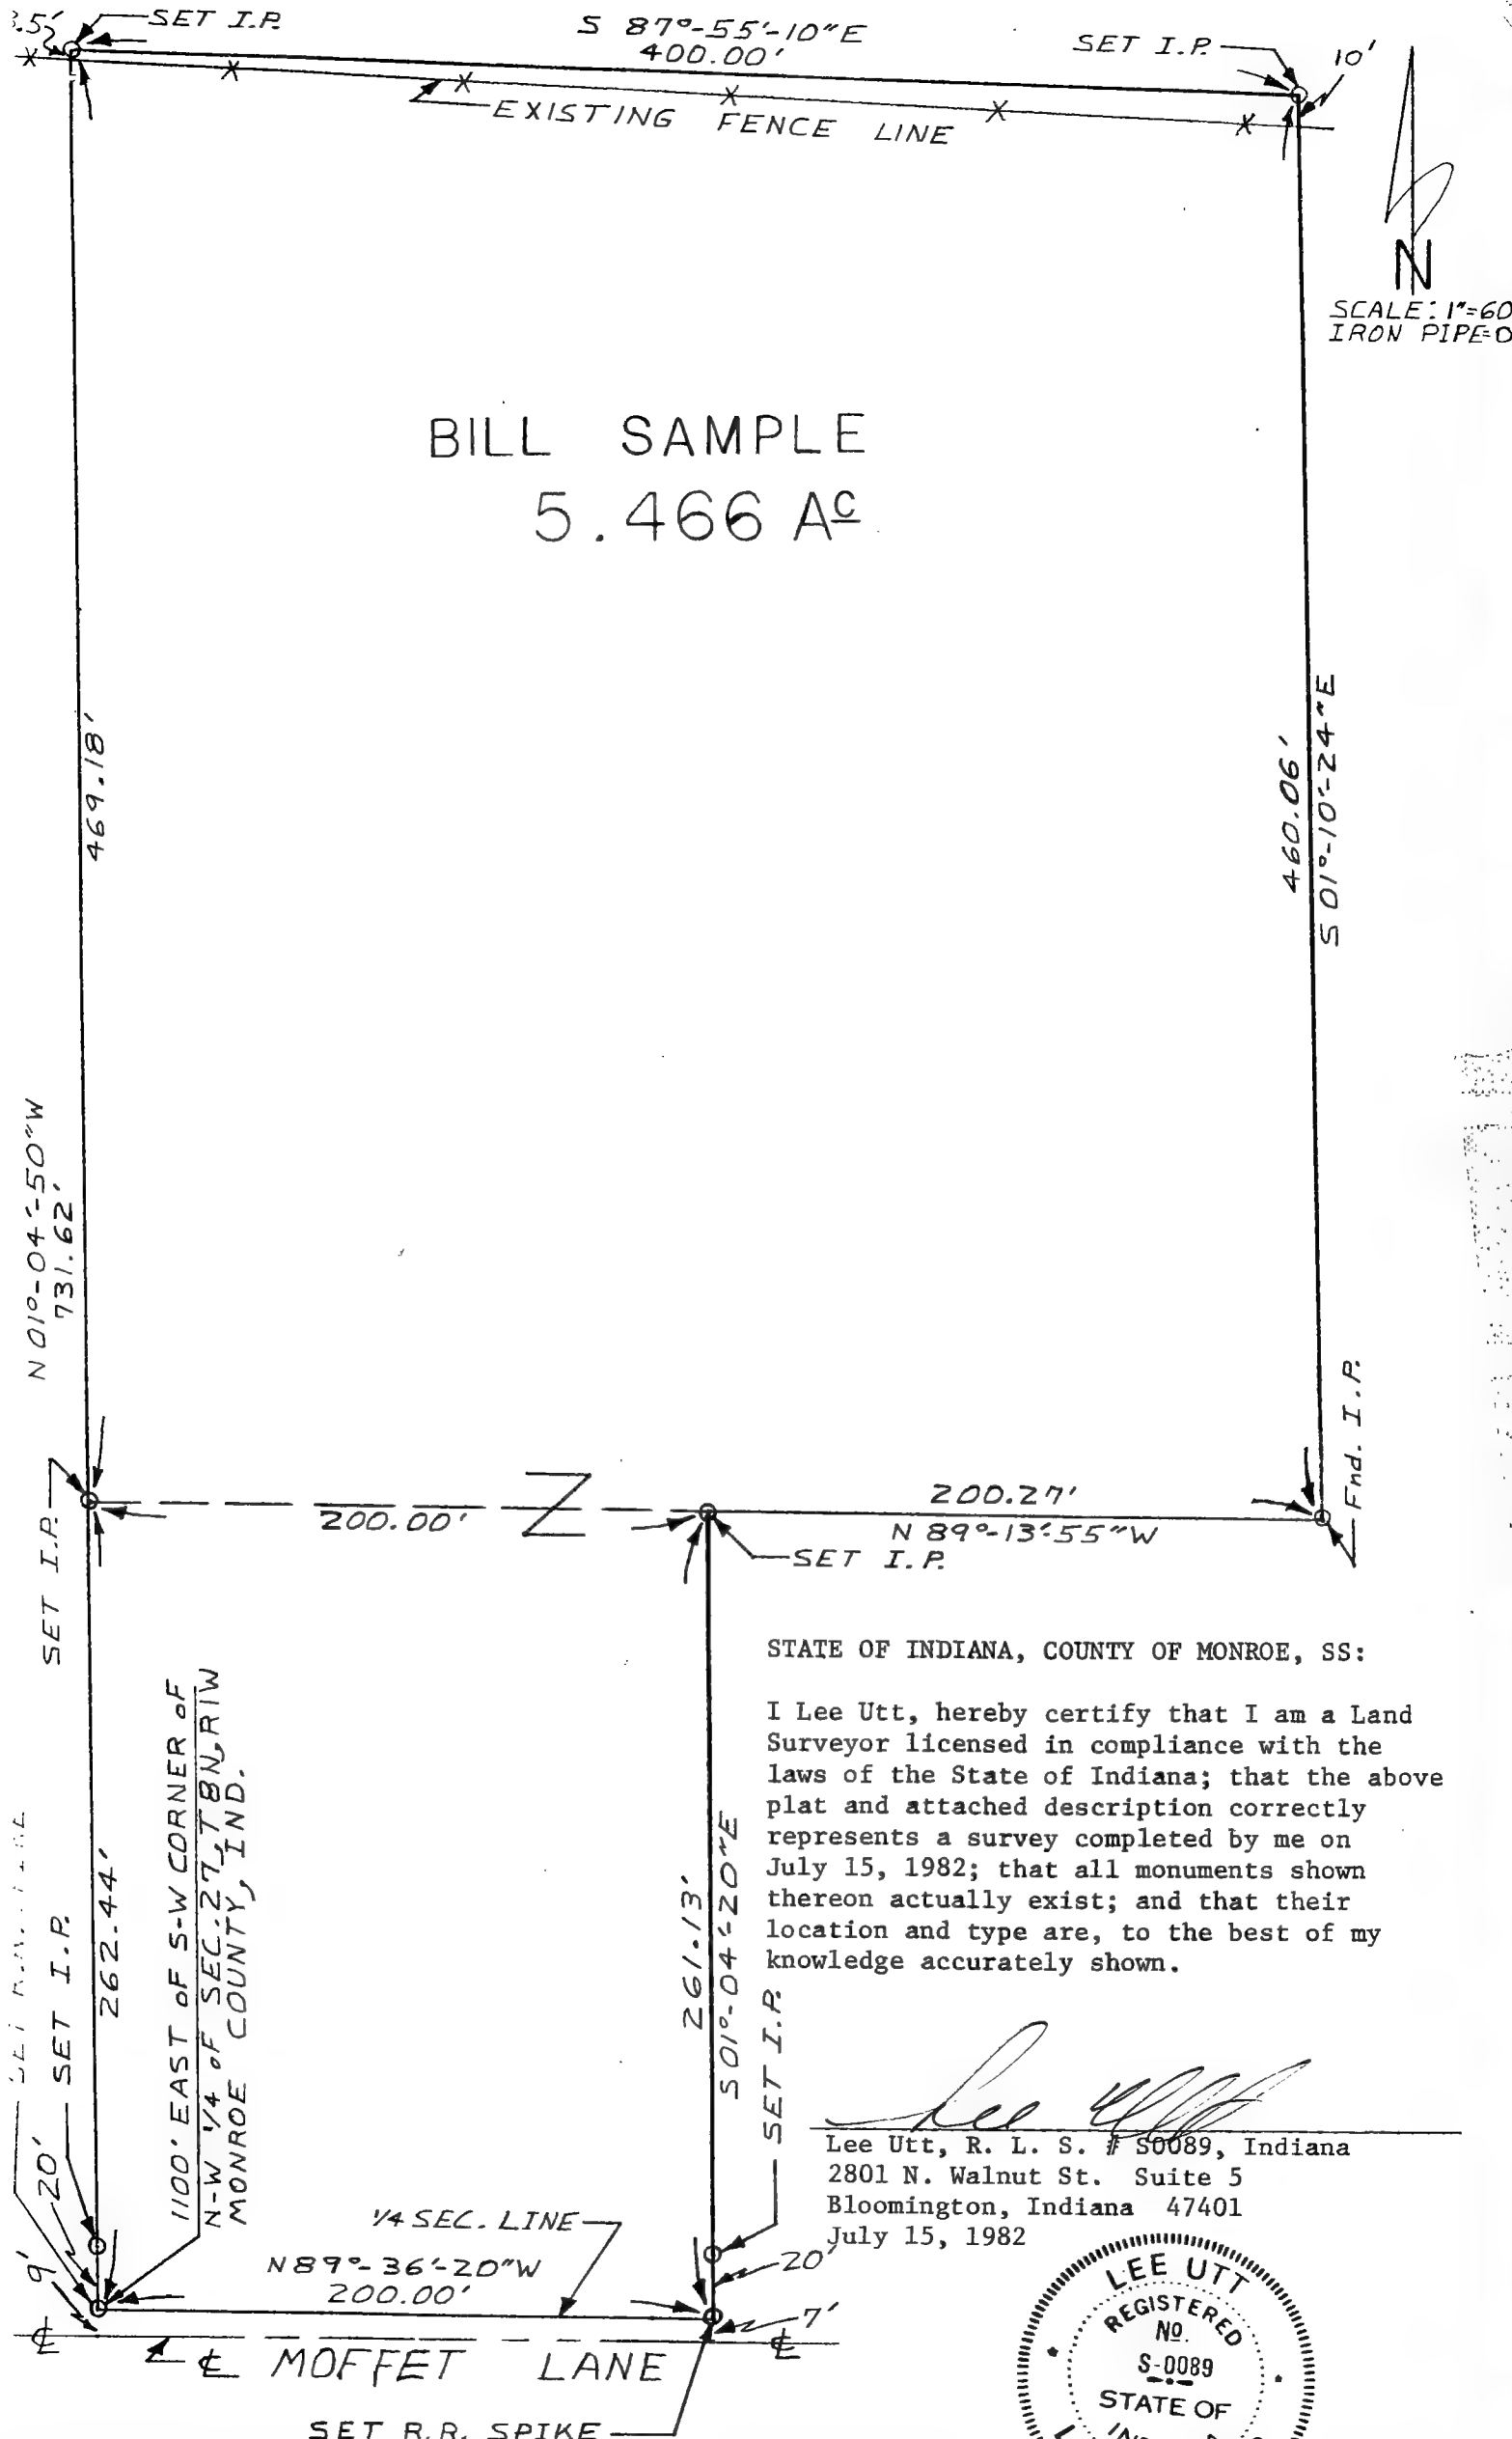 3.5'
SET I.P.
S 87°-55'-10"E
400.00'
SET I.P.
10'
EXISTING FENCE LINE
N
SCALE: 1"=60
IRON PIPE=O
BILL SAMPLE
5.466 Ac
469.18'
460.06'
S 01°-10'-24"E
N 01°-04'-50"W
731.62'
SET I.P.
200.00'
200.27'
N 89°-13'-55"W
SET I.P.
Fnd. I.P.
STATE OF INDIANA, COUNTY OF MONROE, SS:
I Lee Utt, hereby certify that I am a Land
Surveyor licensed in compliance with the
laws of the State of Indiana; that the above
plat and attached description correctly
represents a survey completed by me on
July 15, 1982; that all monuments shown
thereon actually exist; and that their
location and type are, to the best of my
knowledge accurately shown.
SET
20'
SET I.P.
262.44'
1100' EAST OF S-W CORNER OF
N-W 1/4 OF SEC. 27, T8N, R1W
MONROE COUNTY, IND.
261.13'
S 01°-04'-20"E
SET I.P.
Lee Utt
Lee Utt, R. L. S. # S0089, Indiana
2801 N. Walnut St. Suite 5
Bloomington, Indiana 47401
July 15, 1982
1/4 SEC. LINE
N 89°-36'-20"W
200.00'
20'
9'
7'
℄
℄ MOFFET LANE
℄
SET R.R. SPIKE
LEE UTT
REGISTERED
No.
S-0089
STATE OF